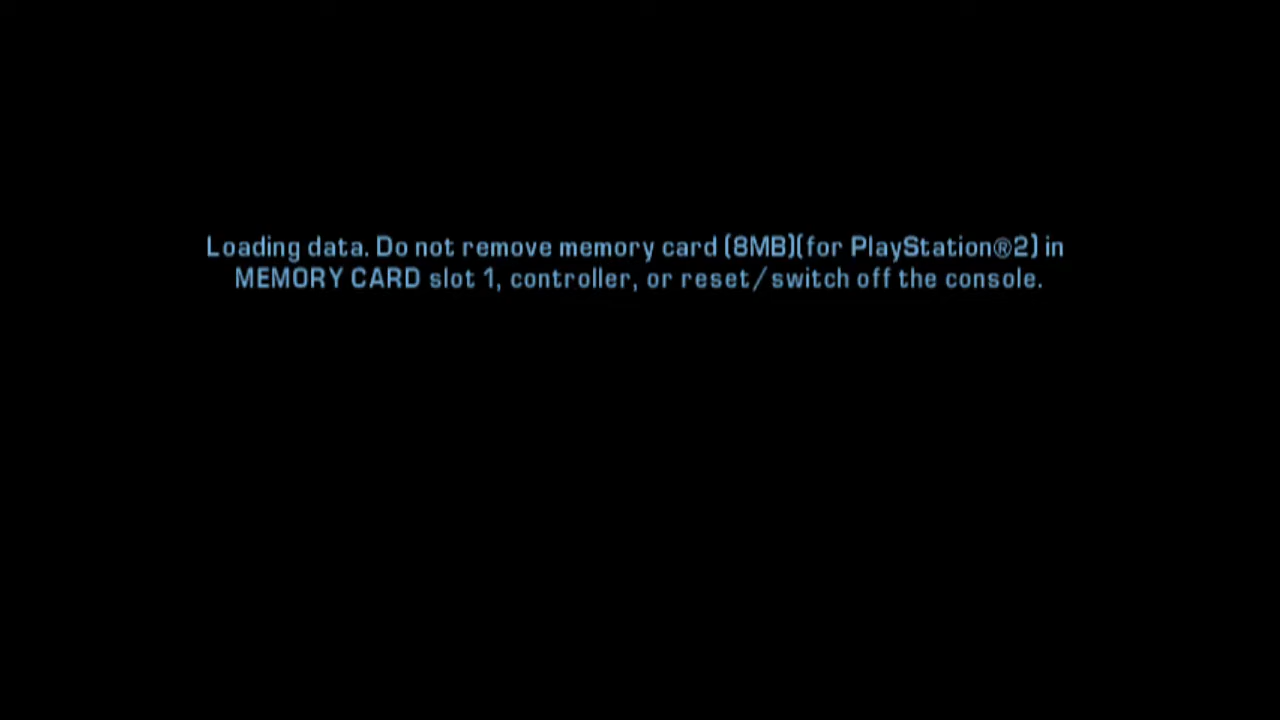 Loading data. Do not remove memory card (8MB)(for PlayStation®2) in
MEMORY CARD slot 1, controller, or reset/switch off the console.